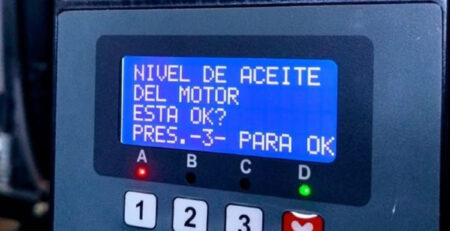 NIVEL DE ACEITE
DEL MOTOR
ESTA OK?
PRES.-3- PARA OK
A B C D
1 2 3